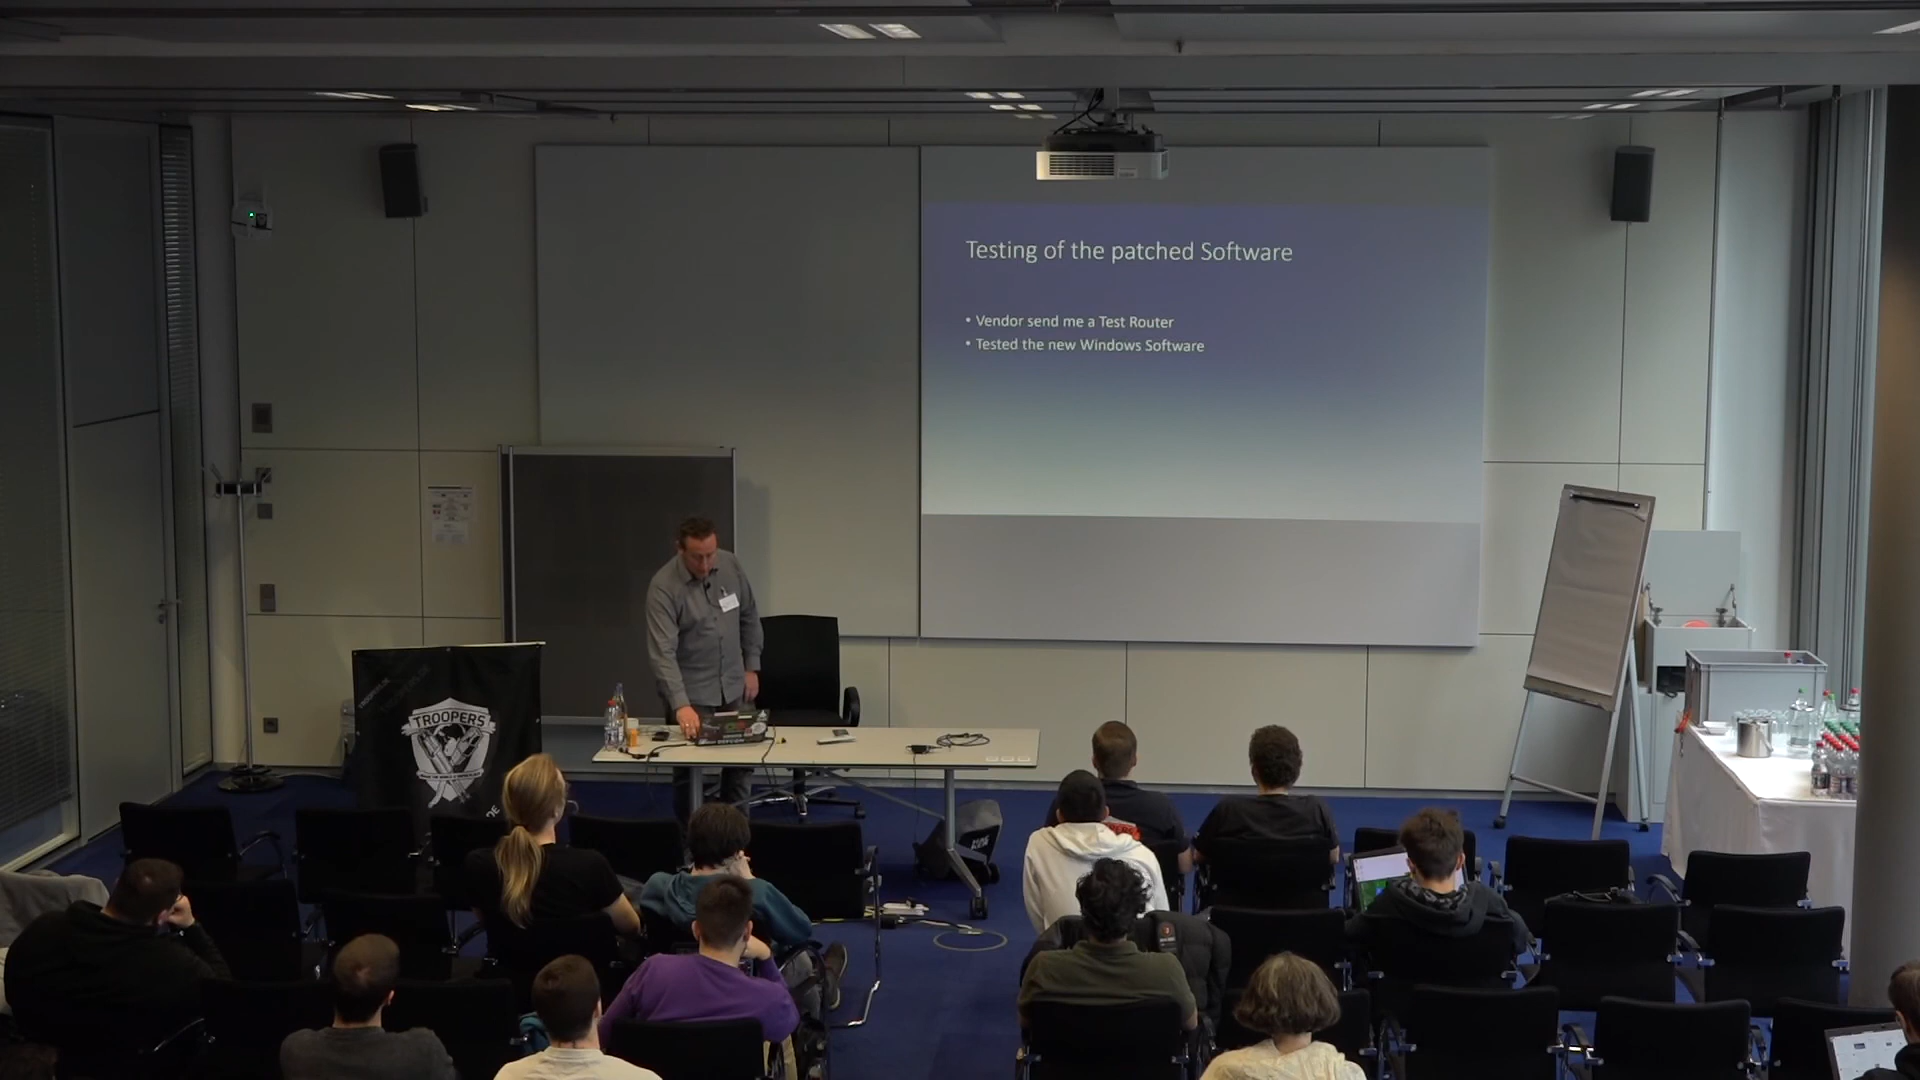 Testing of the patched Software
• Vendor send me a Test Router
• Tested the new Windows Software
TROOPERS